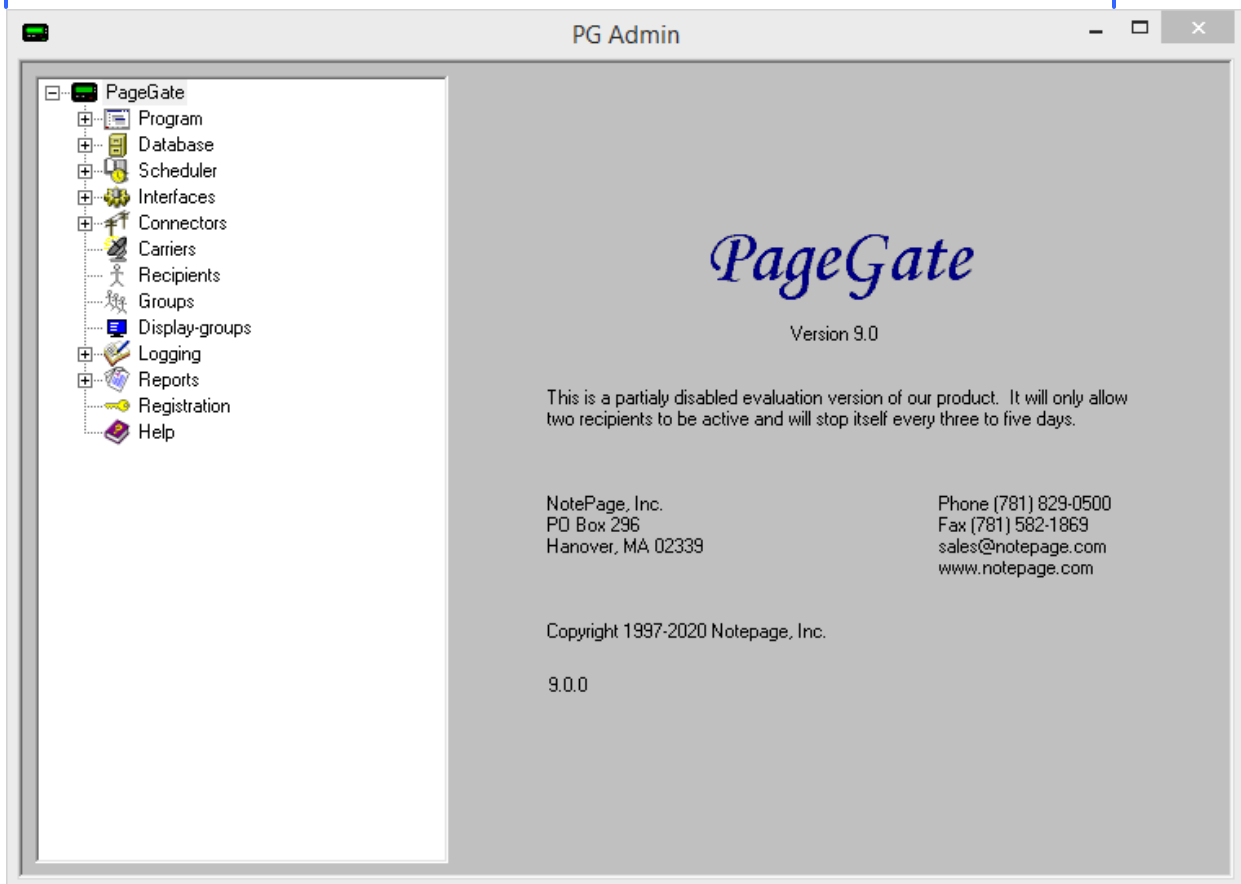 PG Admin
PageGate
Program
Database
Scheduler
Interfaces
Connectors
Carriers
Recipients
Groups
Display-groups
Logging
Reports
Registration
Help
PageGate
Version 9.0
This is a partialy disabled evaluation version of our product. It will only allow
two recipients to be active and will stop itself every three to five days.
NotePage, Inc.
PO Box 296
Hanover, MA 02339
Phone (781) 829-0500
Fax (781) 582-1869
sales@notepage.com
www.notepage.com
Copyright 1997-2020 Notepage, Inc.
9.0.0